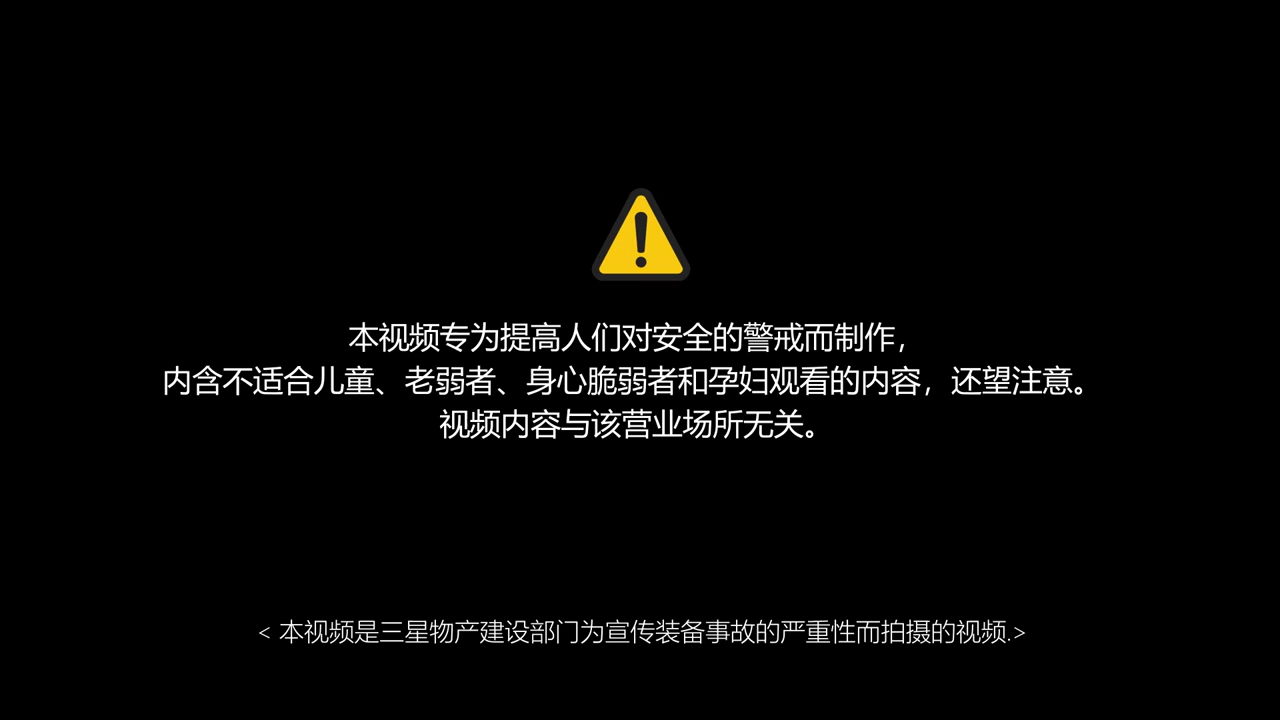 本视频专为提高人们对安全的警戒而制作，
内含不适合儿童、老弱者、身心脆弱者和孕妇观看的内容，还望注意。
视频内容与该营业场所无关。
< 本视频是三星物产建设部门为宣传装备事故的严重性而拍摄的视频.>